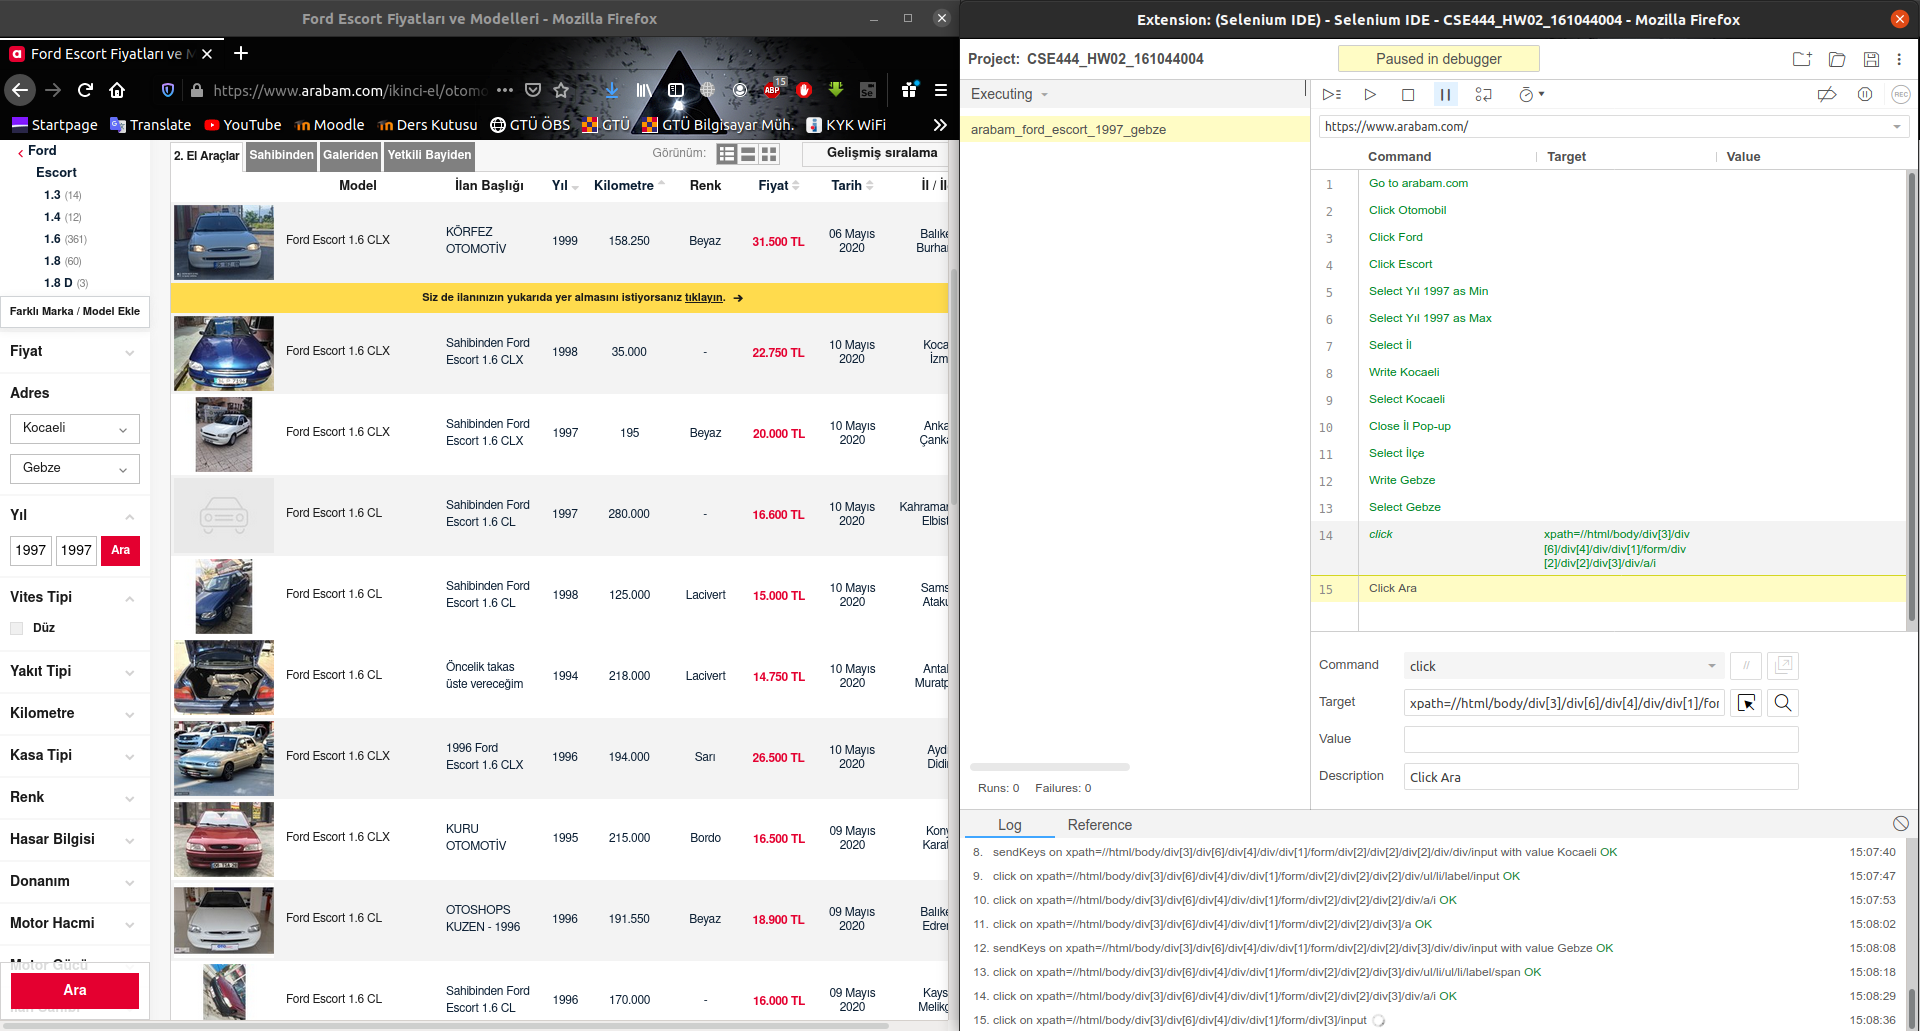 Ford Escort Fiyatları ve Modelleri - Mozilla Firefox
Ford Escort Fiyatları ve M
https://www.arabam.com/ikinci-el/otomo
15
ABP
Startpage Translate YouTube Moodle Ders Kutusu GTÜ ÖBS GTÜ GTÜ Bilgisayar Müh. KYK WiFi
Ford
Escort
1.3 (14)
1.4 (12)
1.6 (361)
1.8 (60)
1.8 D (3)
Farklı Marka / Model Ekle
Fiyat
Adres
Kocaeli
Gebze
Yıl
1997 1997 Ara
Vites Tipi
Düz
Yakıt Tipi
Kilometre
Kasa Tipi
Renk
Hasar Bilgisi
Donanım
Motor Hacmi
Motor Gücü
Ara
2. El Araçlar Sahibinden Galeriden Yetkili Bayiden Görünüm: Gelişmiş sıralama
Model İlan Başlığı Yıl Kilometre Renk Fiyat Tarih İl / İl
Ford Escort 1.6 CLX KÖRFEZ OTOMOTİV 1999 158.250 Beyaz 31.500 TL 06 Mayıs 2020 Balıke Burha
Siz de ilanınızın yukarıda yer almasını istiyorsanız tıklayın. →
Ford Escort 1.6 CLX Sahibinden Ford Escort 1.6 CLX 1998 35.000 - 22.750 TL 10 Mayıs 2020 Koca İzm
Ford Escort 1.6 CLX Sahibinden Ford Escort 1.6 CLX 1997 195 Beyaz 20.000 TL 10 Mayıs 2020 Anka Çanka
Ford Escort 1.6 CL Sahibinden Ford Escort 1.6 CL 1997 280.000 - 16.600 TL 10 Mayıs 2020 Kahramar Elbist
Ford Escort 1.6 CL Sahibinden Ford Escort 1.6 CL 1998 125.000 Lacivert 15.000 TL 10 Mayıs 2020 Sams Ataku
Ford Escort 1.6 CL Öncelik takas üste vereceğim 1994 218.000 Lacivert 14.750 TL 10 Mayıs 2020 Antal Muratp
Ford Escort 1.6 CLX 1996 Ford Escort 1.6 CLX 1996 194.000 Sarı 26.500 TL 10 Mayıs 2020 Aydı Didi
Ford Escort 1.6 CLX KURU OTOMOTİV 1995 215.000 Bordo 16.500 TL 09 Mayıs 2020 Kony Karat
Ford Escort 1.6 CL OTOSHOPS KUZEN - 1996 1996 191.550 Beyaz 18.900 TL 09 Mayıs 2020 Balıke Edrer
Ford Escort 1.6 CL Sahibinden Ford Escort 1.6 CL 1996 170.000 - 16.000 TL 09 Mayıs 2020 Kays Melikg
Extension: (Selenium IDE) - Selenium IDE - CSE444_HW02_161044004 - Mozilla Firefox
Project: CSE444_HW02_161044004
Paused in debugger
Executing
arabam_ford_escort_1997_gebze
Runs: 0 Failures: 0
REC
https://www.arabam.com/
Command Target Value
1 Go to arabam.com
2 Click Otomobil
3 Click Ford
4 Click Escort
5 Select Yıl 1997 as Min
6 Select Yıl 1997 as Max
7 Select İl
8 Write Kocaeli
9 Select Kocaeli
10 Close İl Pop-up
11 Select İlçe
12 Write Gebze
13 Select Gebze
14 click xpath=//html/body/div[3]/div
[6]/div[4]/div/div[1]/form/div
[2]/div[2]/div[3]/div/a/i
15 Click Ara
Command click //
Target xpath=//html/body/div[3]/div[6]/div[4]/div/div[1]/for
Value
Description Click Ara
Log Reference
8. sendKeys on xpath=//html/body/div[3]/div[6]/div[4]/div/div[1]/form/div[2]/div[2]/div[2]/div/div/input with value Kocaeli OK 15:07:40
9. click on xpath=//html/body/div[3]/div[6]/div[4]/div/div[1]/form/div[2]/div[2]/div[2]/div/ul/li/label/input OK 15:07:47
10. click on xpath=//html/body/div[3]/div[6]/div[4]/div/div[1]/form/div[2]/div[2]/div[2]/div/a/i OK 15:07:53
11. click on xpath=//html/body/div[3]/div[6]/div[4]/div/div[1]/form/div[2]/div[2]/div[3]/a OK 15:08:02
12. sendKeys on xpath=//html/body/div[3]/div[6]/div[4]/div/div[1]/form/div[2]/div[2]/div[3]/div/div/input with value Gebze OK 15:08:08
13. click on xpath=//html/body/div[3]/div[6]/div[4]/div/div[1]/form/div[2]/div[2]/div[3]/div/ul/li/ul/li/label/span OK 15:08:18
14. click on xpath=//html/body/div[3]/div[6]/div[4]/div/div[1]/form/div[2]/div[2]/div[3]/div/a/i OK 15:08:29
15. click on xpath=//html/body/div[3]/div[6]/div[4]/div/div[1]/form/div[3]/input 15:08:36